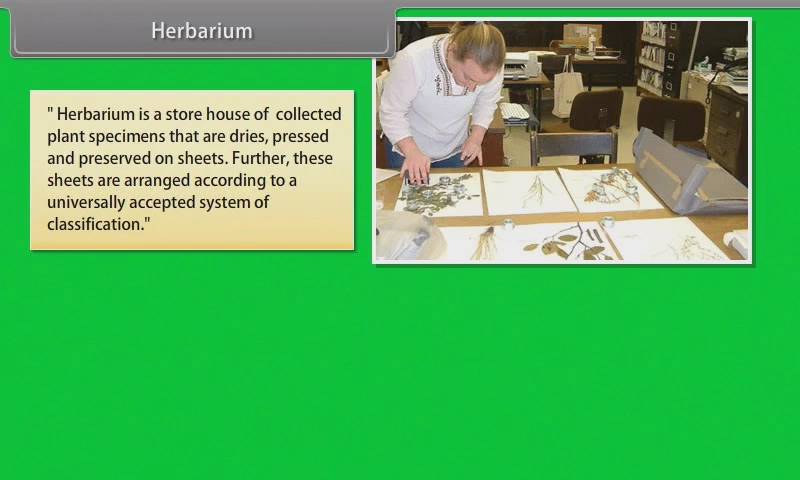 Herbarium
" Herbarium is a store house of  collected
plant specimens that are dries, pressed
and preserved on sheets. Further, these
sheets are arranged according to a
universally accepted system of
classification."